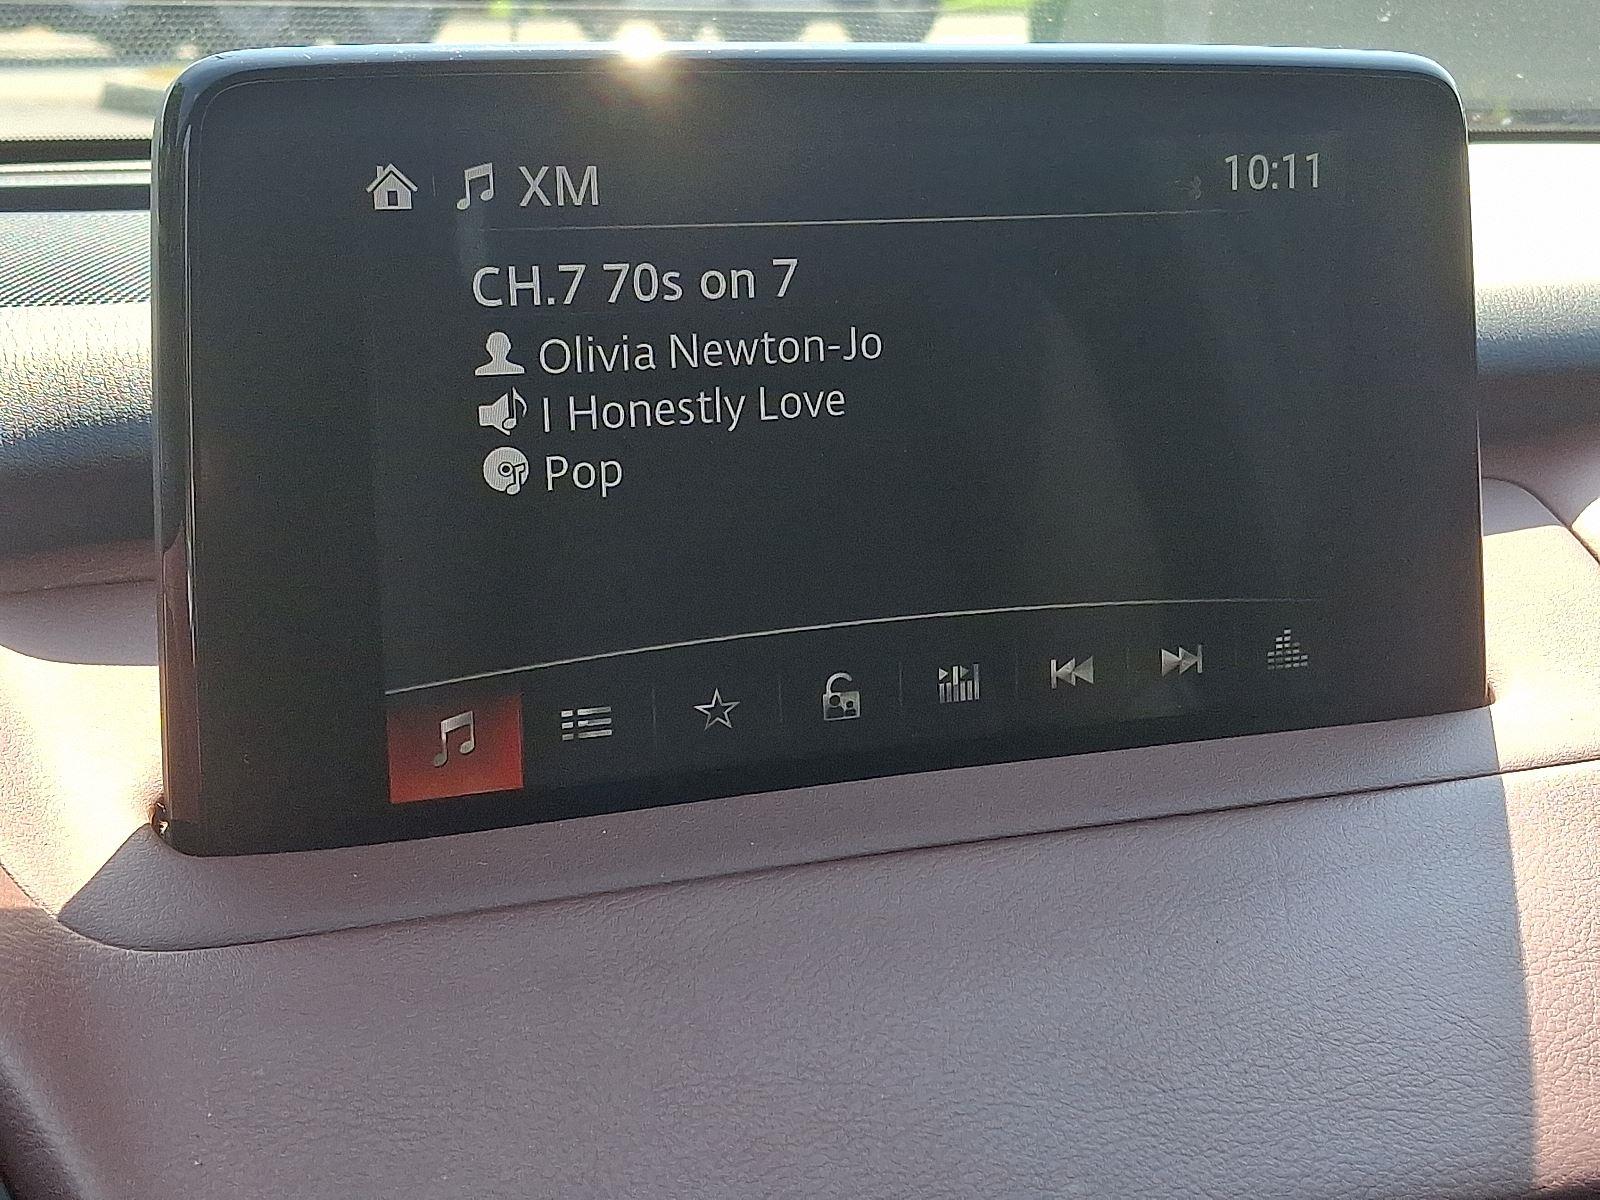 XM
10:11
CH.7 70s on 7
Olivia Newton-Jo
I Honestly Love
Pop